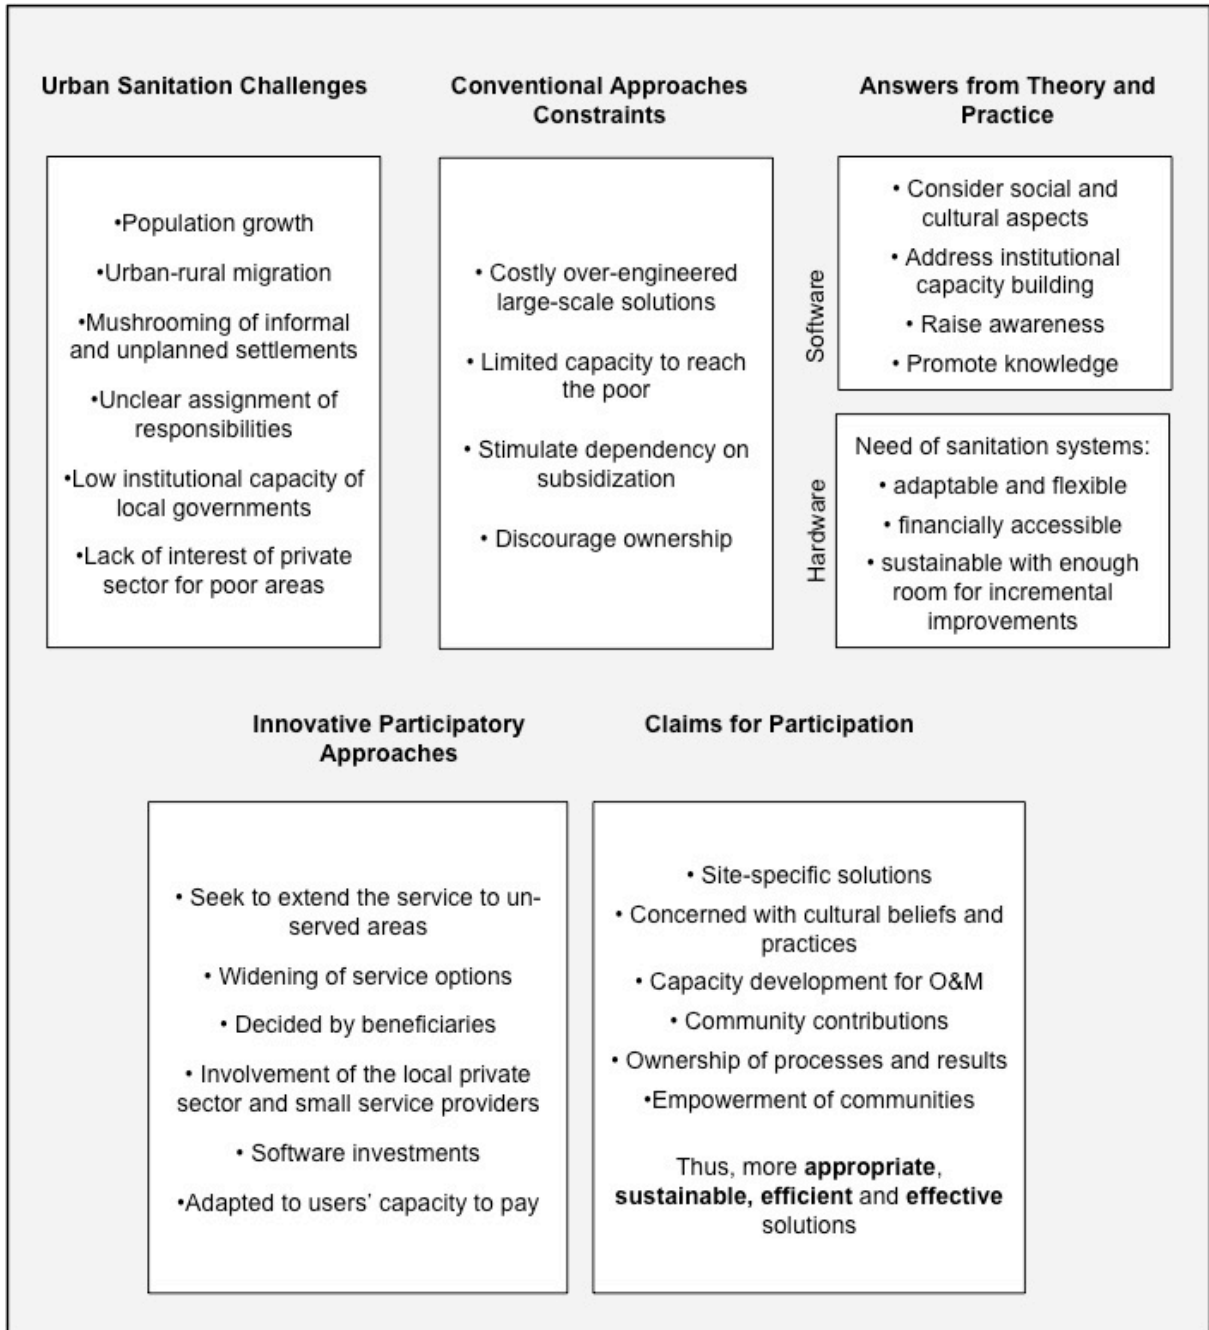 Urban Sanitation Challenges
•Population growth
•Urban-rural migration
•Mushrooming of informal
and unplanned settlements
•Unclear assignment of
responsibilities
•Low institutional capacity of
local governments
•Lack of interest of private
sector for poor areas
Conventional Approaches
Constraints
• Costly over-engineered
large-scale solutions
• Limited capacity to reach
the poor
• Stimulate dependency on
subsidization
• Discourage ownership
Answers from Theory and
Practice
Software
• Consider social and
cultural aspects
• Address institutional
capacity building
• Raise awareness
• Promote knowledge
Hardware
Need of sanitation systems:
• adaptable and flexible
• financially accessible
• sustainable with enough
room for incremental
improvements
Innovative Participatory
Approaches
• Seek to extend the service to un-
served areas
• Widening of service options
• Decided by beneficiaries
• Involvement of the local private
sector and small service providers
• Software investments
•Adapted to users’ capacity to pay
Claims for Participation
• Site-specific solutions
• Concerned with cultural beliefs and
practices
• Capacity development for O&M
• Community contributions
• Ownership of processes and results
•Empowerment of communities
Thus, more appropriate,
sustainable, efficient and effective
solutions